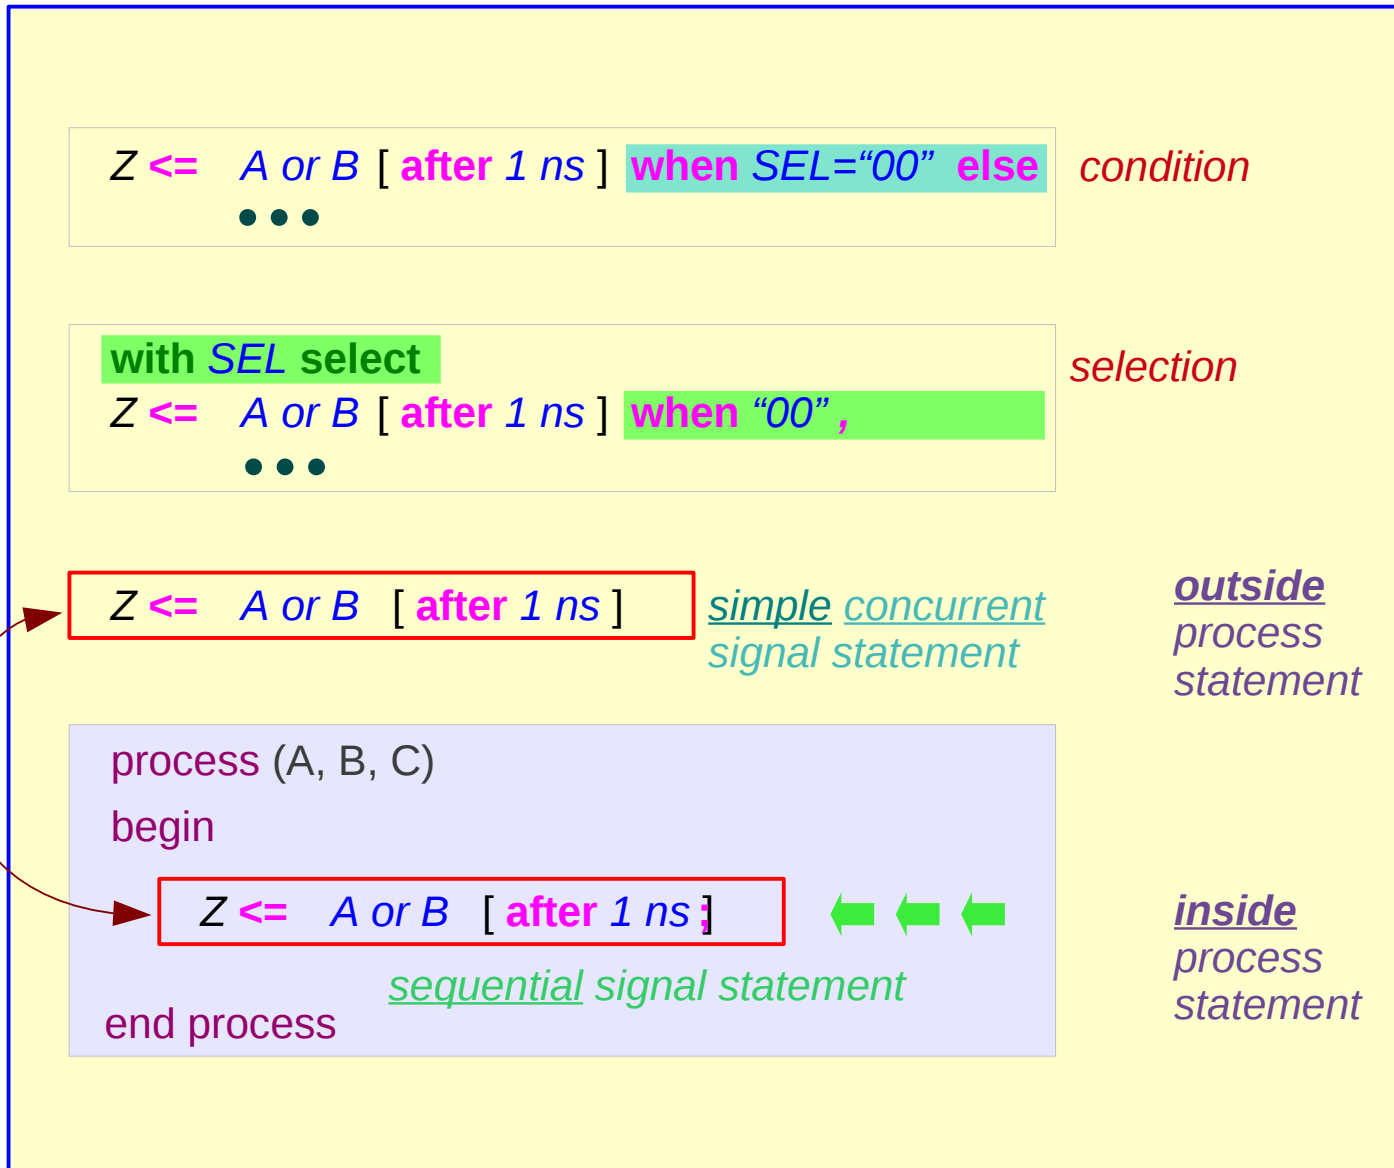 Z <= A or B [ after 1 ns ] when SEL=“00” else condition
• • •
with SEL select
selection
Z <= A or B [ after 1 ns ] when “00” ,
• • •
Z <= A or B [ after 1 ns ]
simple concurrent
signal statement
outside
process
statement
process (A, B, C)
begin
Z <= A or B [ after 1 ns ;]
sequential signal statement
end process
inside
process
statement